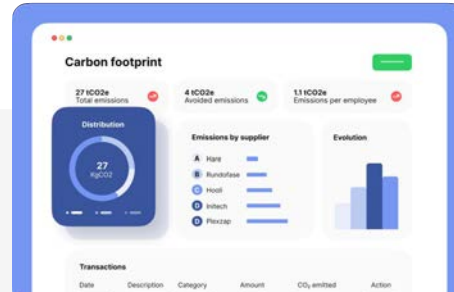 Carbon footprint
27 tCO2e
Total emissions
4 tCO2e
Avoided emissions
1.1 tCO2e
Emissions per employee
Distribution
27
KgCO2
Emissions by supplier
A Hare
B Rundofase
C Hooli
D Initech
D Plexzap
Evolution
Transactions
Date Description Category Amount CO₂ emitted Action